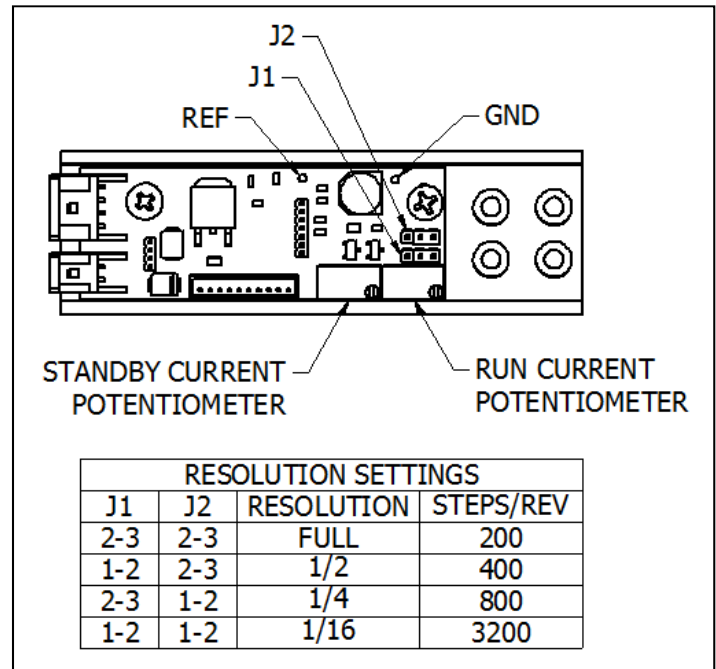 J2
J1
REF
GND
STANDBY CURRENT
POTENTIOMETER
RUN CURRENT
POTENTIOMETER
RESOLUTION SETTINGS
J1 J2 RESOLUTION STEPS/REV
2-3 2-3 FULL 200
1-2 2-3 1/2 400
2-3 1-2 1/4 800
1-2 1-2 1/16 3200